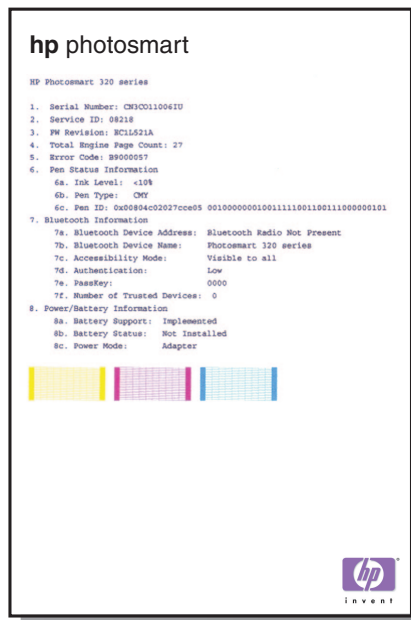 hp photosmart
HP Photosmart 320 series
1. Serial Number: CN3CO11006IU
2. Service ID: 08218
3. FW Revision: BC1L521A
4. Total Engine Page Count: 27
5. Error Code: B9000057
6. Pen Status Information
6a. Ink Level: <10%
6b. Pen Type: CMY
6c. Pen ID: 0x00804c02027cce05 0010000000100111110011001110000000101
7. Bluetooth Information
7a. Bluetooth Device Address: Bluetooth Radio Not Present
7b. Bluetooth Device Name: Photosmart 320 series
7c. Accessibility Mode: Visible to all
7d. Authentication: Low
7e. PassKey: 0000
7f. Number of Trusted Devices: 0
8. Power/Battery Information
8a. Battery Support: Implemented
8b. Battery Status: Not Installed
8c. Power Mode: Adapter
hp
invent